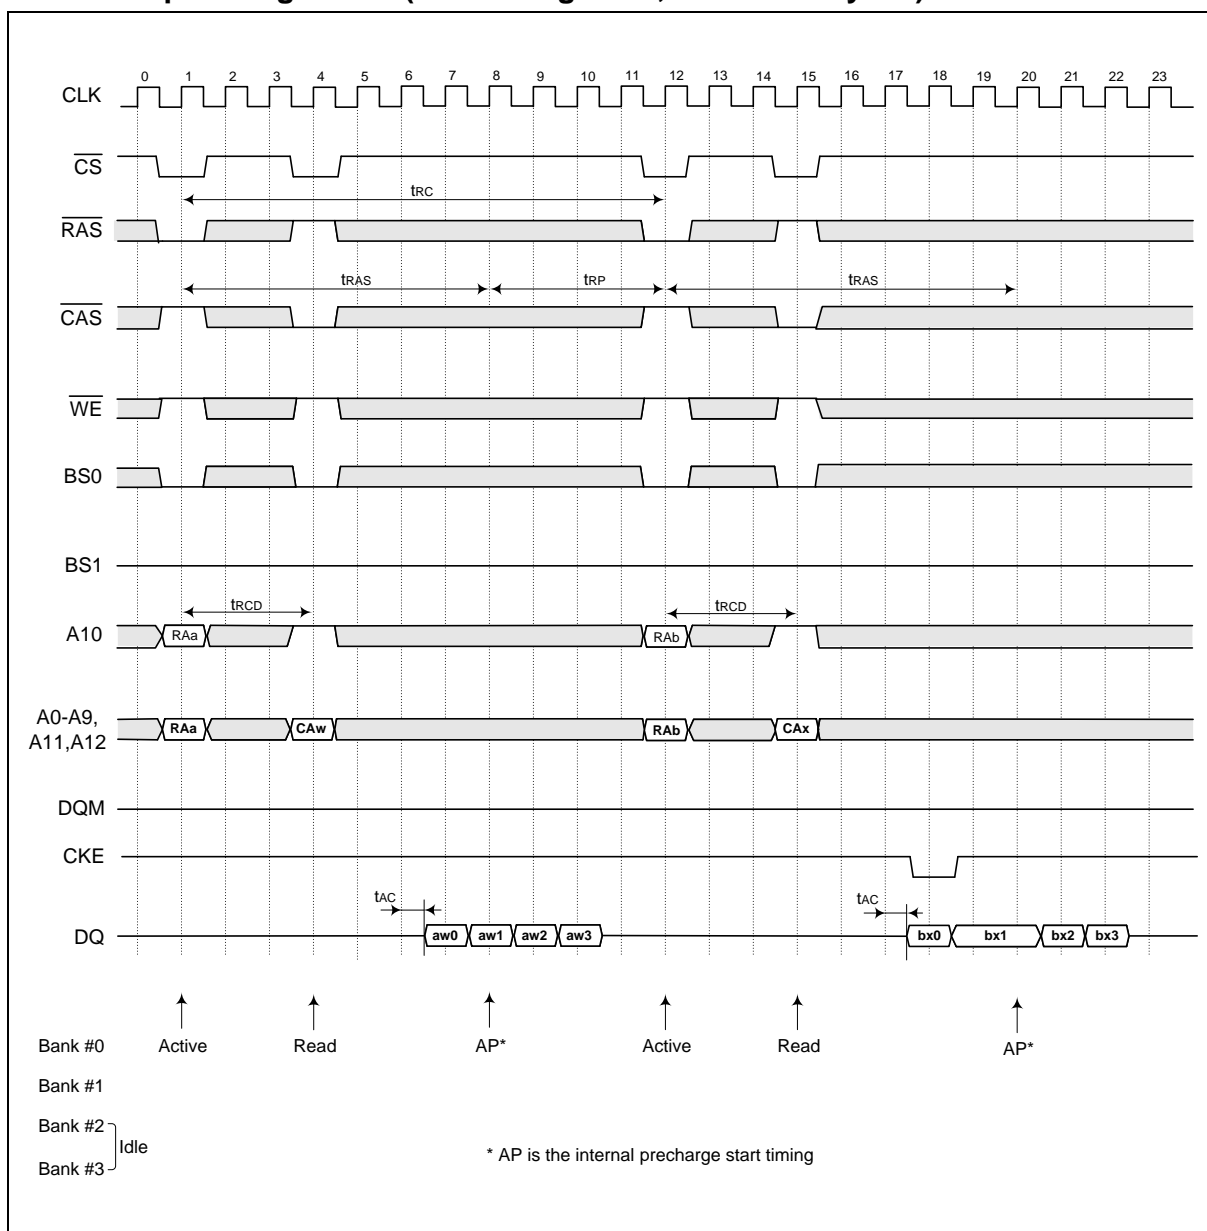 0 1 2 3 4 5 6 7 8 9 10 11 12 13 14 15 16 17 18 19 20 21 22 23
CLK
CS
tRC
RAS
tRAS tRP tRAS
CAS
WE
BS0
BS1
tRCD tRCD
A10 RAa RAb
A0-A9,
A11,A12 RAa CAw RAb CAx
DQM
CKE
tAC tAC
DQ aw0 aw1 aw2 aw3 bx0 bx1 bx2 bx3
Bank #0 Active Read AP* Active Read AP*
Bank #1
Bank #2
Idle
Bank #3
* AP is the internal precharge start timing